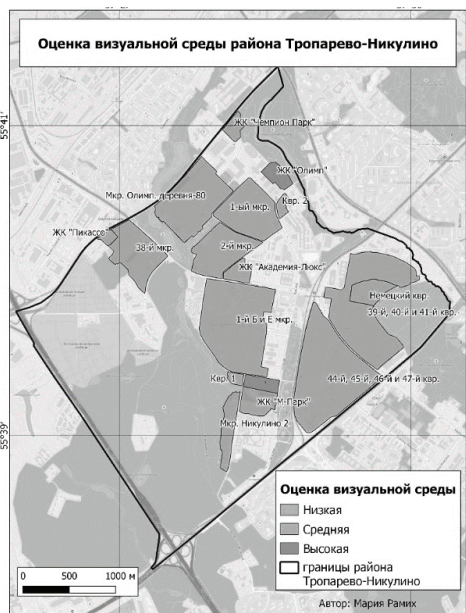 Оценка визуальной среды района Тропарево-Никулино
55°41'
ЖК "Чемпион Парк"
ЖК "Олимп"
Мкр. Олимп. деревня-80
Квр. 2
1-ый мкр.
ЖК "Пикассо"
38-й мкр.
2-й мкр.
ЖК "Академия-Люкс"
Немецкий квр
39-й, 40-й и 41-й квр.
1-й Б и Е мкр.
Квр. 1
44-й, 45-й, 46-й и 47-й квр.
ЖК "М-Парк"
Мкр. Никулино 2
55°39'
Оценка визуальной среды
Низкая
Средняя
Высокая
границы района
Тропарево-Никулино
0 500 1000 м
Автор: Мария Рамих